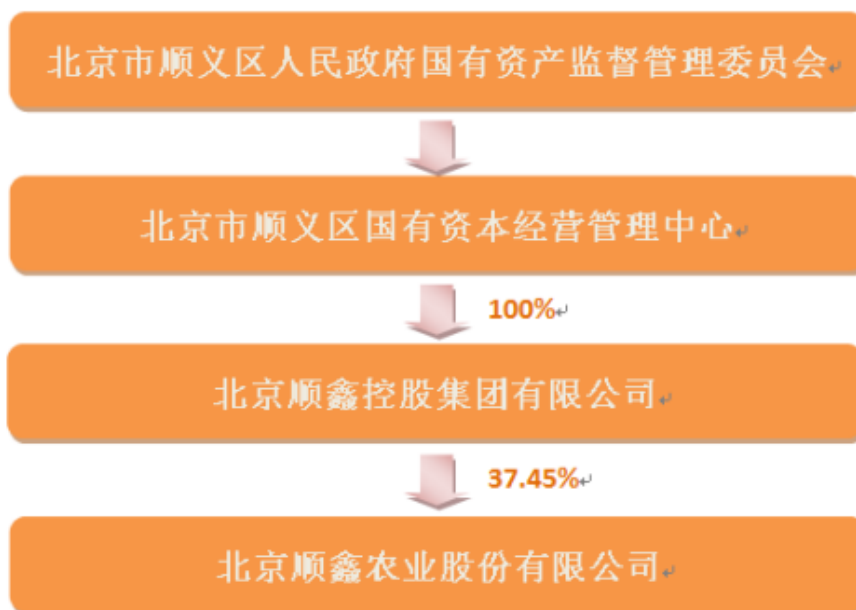 北京市顺义区人民政府国有资产监督管理委员会
北京市顺义区国有资本经营管理中心
100%
北京顺鑫控股集团有限公司
37.45%
北京顺鑫农业股份有限公司